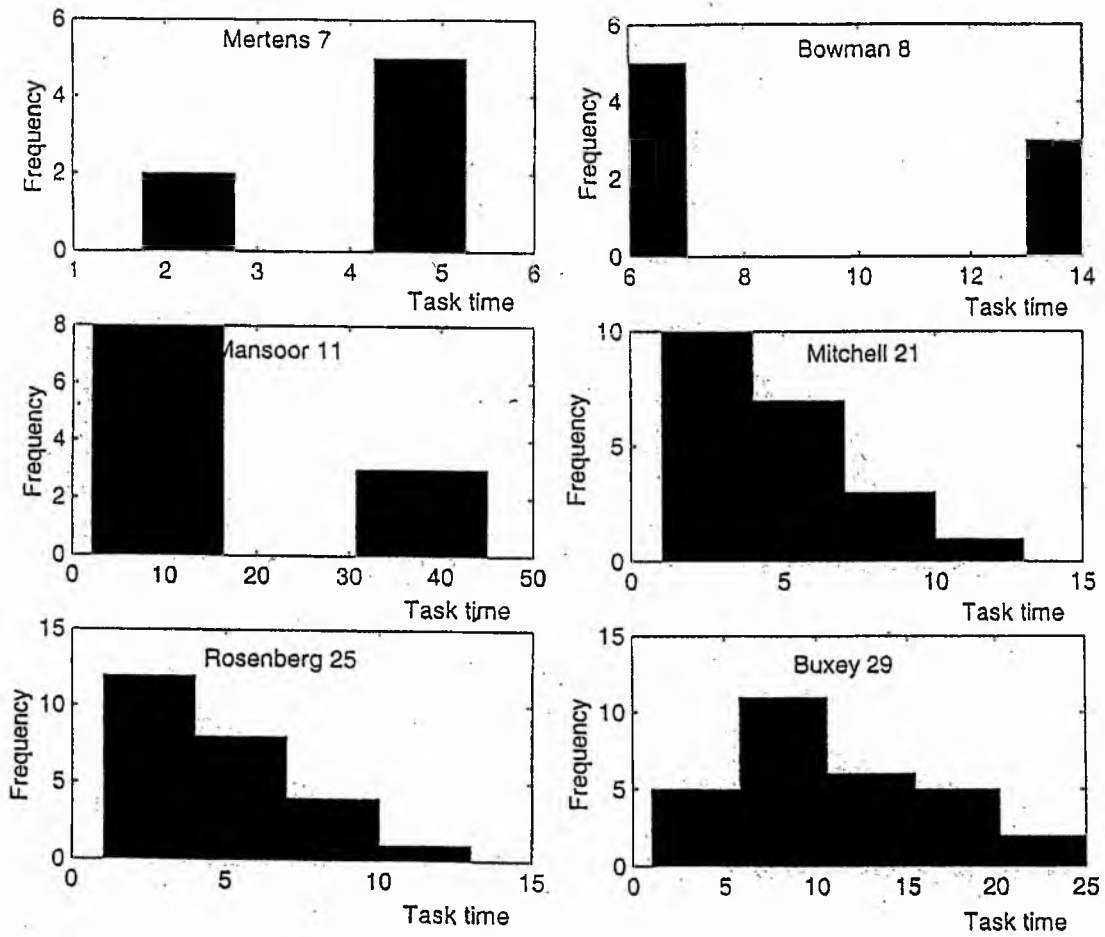 Mertens 7
Frequency
6
4
2
0
1 2 3 4 5 6
Task time
Bowman 8
Frequency
6
4
2
0
6 8 10 12 14
Task time
Mansoor 11
Frequency
8
6
4
2
0
0 10 20 30 40 50
Task time
Mitchell 21
Frequency
10
5
0
0 5 10 15
Task time
Rosenberg 25
Frequency
15
10
5
0
0 5 10 15
Task time
Buxey 29
Frequency
15
10
5
0
0 5 10 15 20 25
Task time